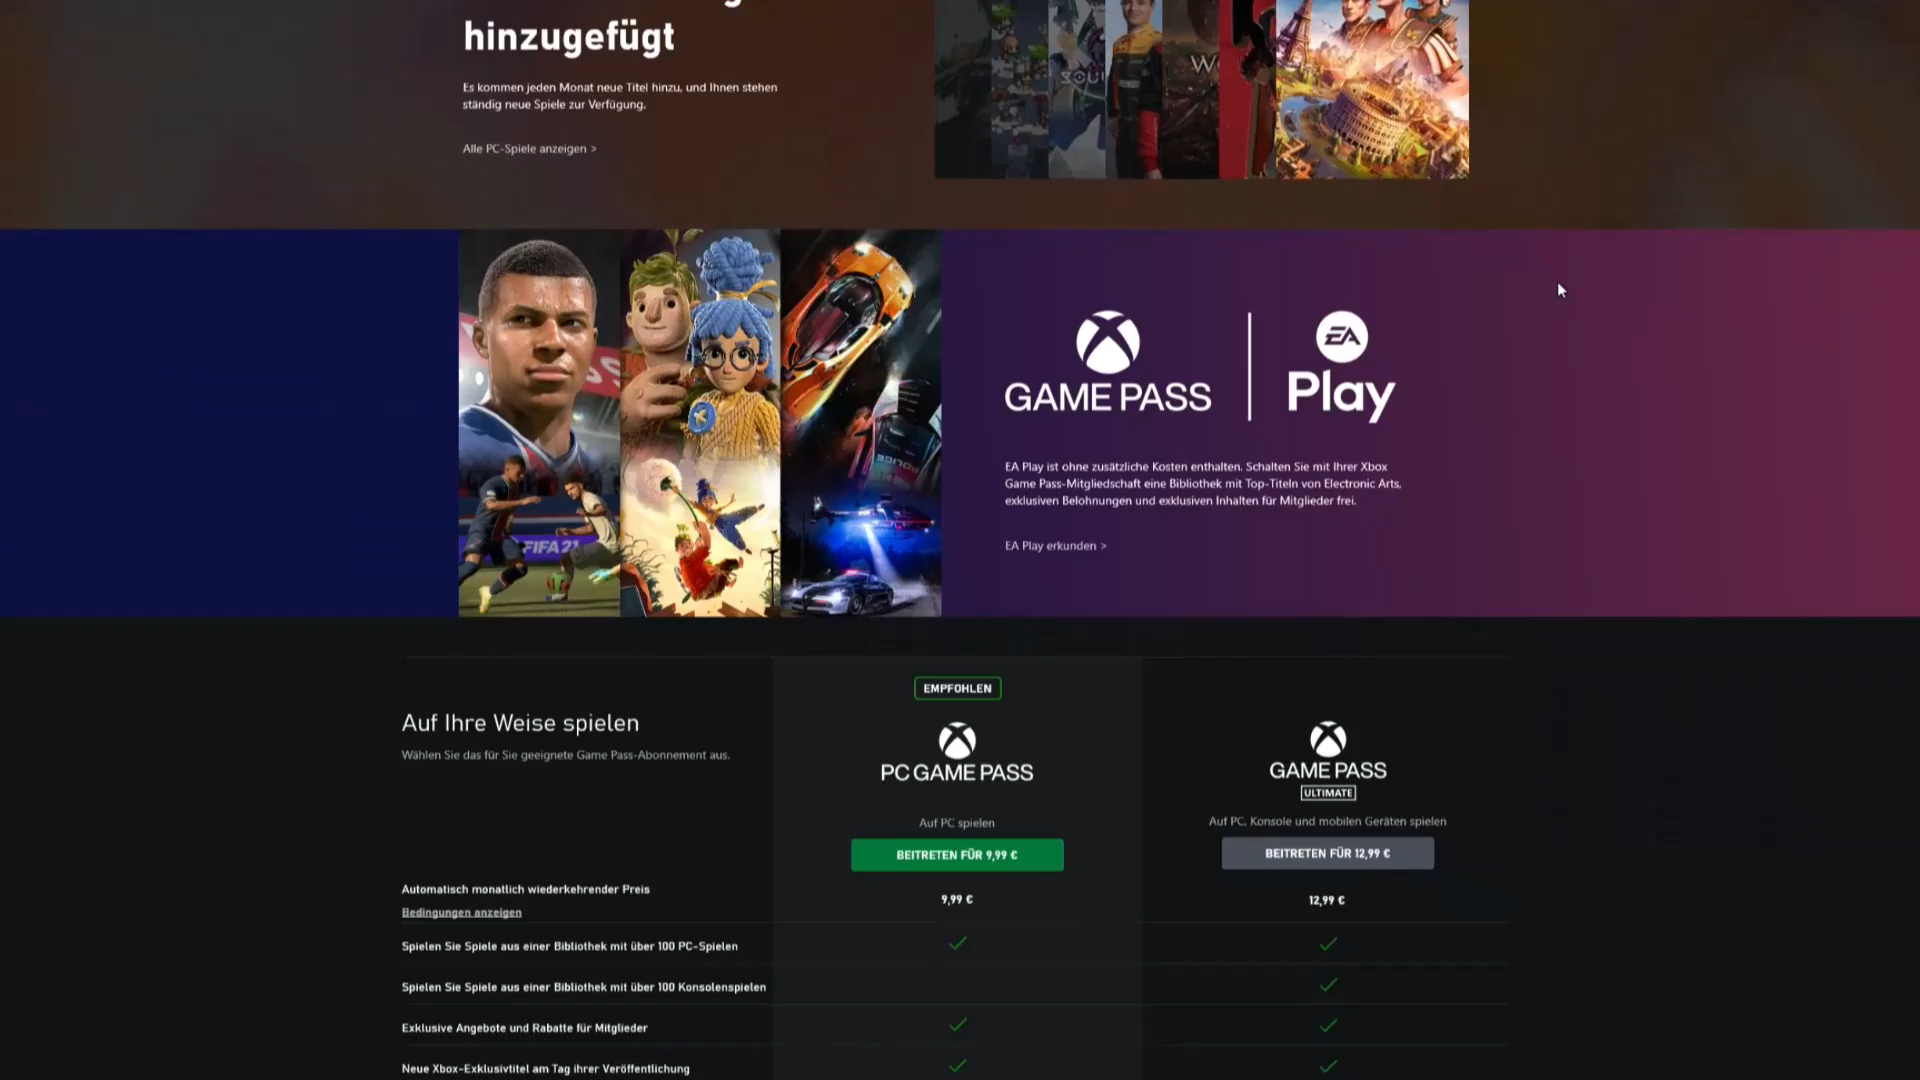 hinzugefügt
Es kommen jeden Monat neue Titel hinzu, und Ihnen stehen
ständig neue Spiele zur Verfügung.
Alle PC-Spiele anzeigen >
GAME PASS
EA
Play
EA Play ist ohne zusätzliche Kosten enthalten. Schalten Sie mit Ihrer Xbox
Game Pass-Mitgliedschaft eine Bibliothek mit Top-Titeln von Electronic Arts,
exklusiven Belohnungen und exklusiven Inhalten für Mitglieder frei.
EA Play erkunden >
FIFA 21
POLICE
EMPFOHLEN
Auf Ihre Weise spielen
Wählen Sie das für Sie geeignete Game Pass-Abonnement aus.
PC GAME PASS
GAME PASS
ULTIMATE
Auf PC spielen
Auf PC, Konsole und mobilen Geräten spielen
BEITRETEN FÜR 9,99 €
BEITRETEN FÜR 12,99 €
Automatisch monatlich wiederkehrender Preis
9,99 €
12,99 €
Bedingungen anzeigen
Spielen Sie Spiele aus einer Bibliothek mit über 100 PC-Spielen
Spielen Sie Spiele aus einer Bibliothek mit über 100 Konsolenspielen
Exklusive Angebote und Rabatte für Mitglieder
Neue Xbox-Exklusivtitel am Tag ihrer Veröffentlichung